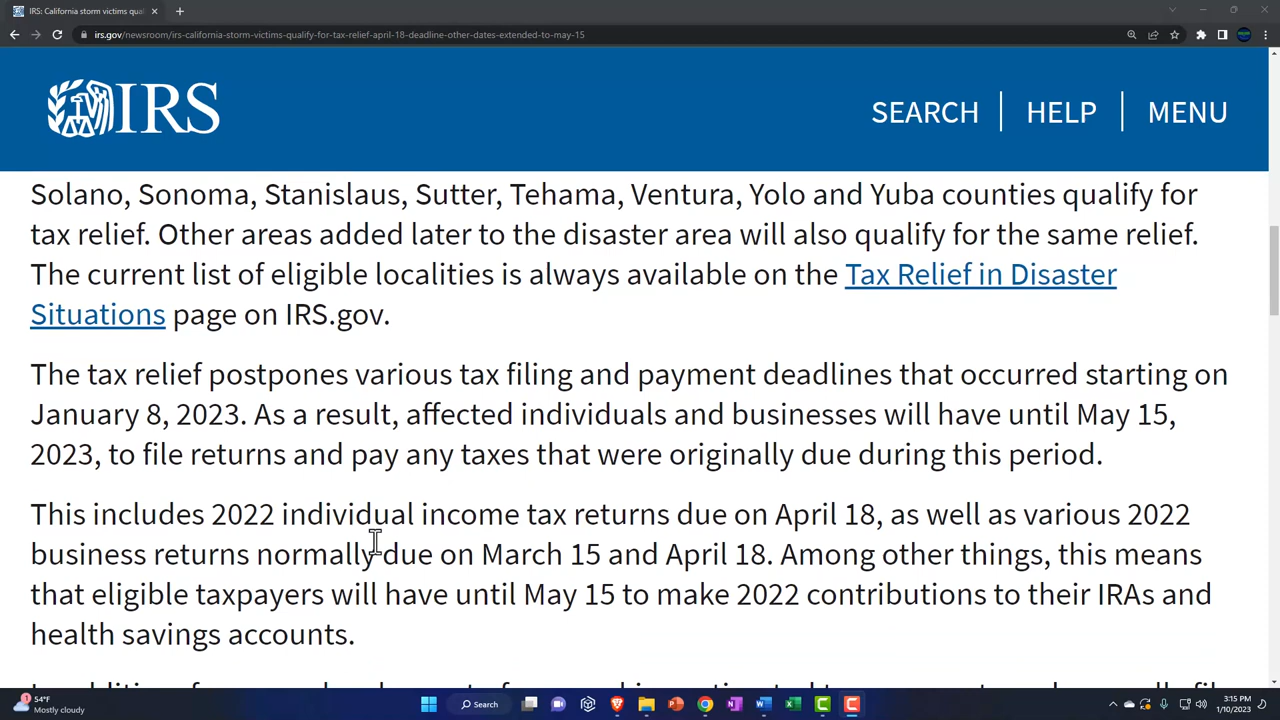 IRS: California storm victims qual
irs.gov/newsroom/irs-california-storm-victims-qualify-for-tax-relief-april-18-deadline-other-dates-extended-to-may-15
IRS
SEARCH
HELP
MENU
Solano, Sonoma, Stanislaus, Sutter, Tehama, Ventura, Yolo and Yuba counties qualify for
tax relief. Other areas added later to the disaster area will also qualify for the same relief.
The current list of eligible localities is always available on the Tax Relief in Disaster
Situations page on IRS.gov.
The tax relief postpones various tax filing and payment deadlines that occurred starting on
January 8, 2023. As a result, affected individuals and businesses will have until May 15,
2023, to file returns and pay any taxes that were originally due during this period.
This includes 2022 individual income tax returns due on April 18, as well as various 2022
business returns normally due on March 15 and April 18. Among other things, this means
that eligible taxpayers will have until May 15 to make 2022 contributions to their IRAs and
health savings accounts.
1
54°F
Mostly cloudy
Search
3:15 PM
1/10/2023